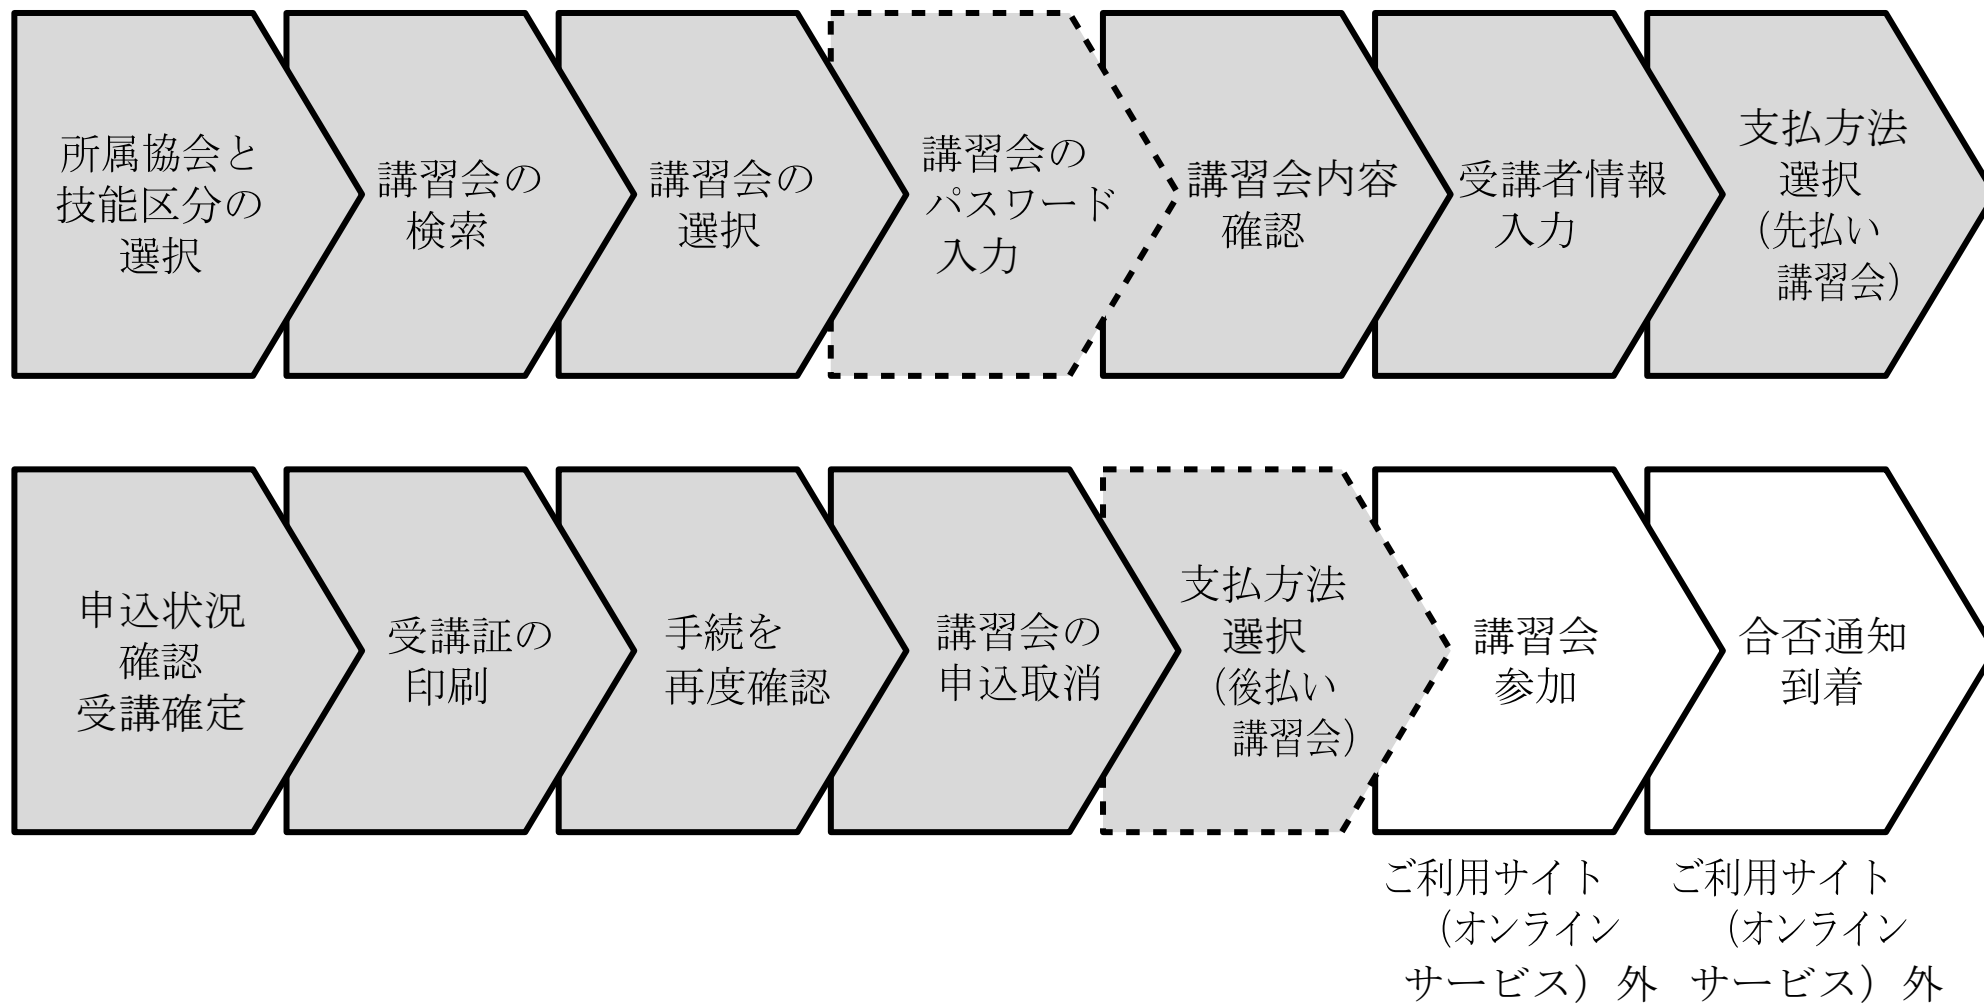 所属協会と
技能区分の
選択
講習会の
検索
講習会の
選択
講習会の
パスワード
入力
講習会内容
確認
受講者情報
入力
支払方法
選択
（先払い
講習会）
申込状況
確認
受講確定
受講証の
印刷
手続を
再度確認
講習会の
申込取消
支払方法
選択
（後払い
講習会）
講習会
参加
合否通知
到着
ご利用サイト
（オンライン
サービス）外
ご利用サイト
（オンライン
サービス）外